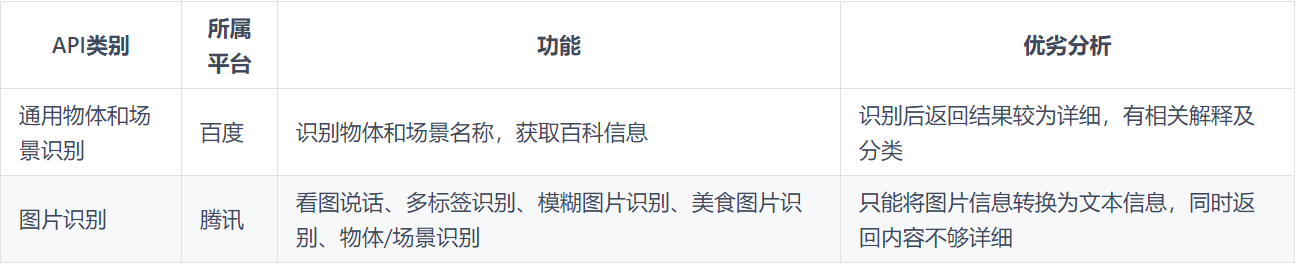 API类别
所属
平台
功能
优劣分析
通用物体和场
景识别
百度
识别物体和场景名称，获取百科信息
识别后返回结果较为详细，有相关解释及
分类
图片识别
腾讯
看图说话、多标签识别、模糊图片识别、美食图片识
别、物体/场景识别
只能将图片信息转换为文本信息，同时返
回内容不够详细